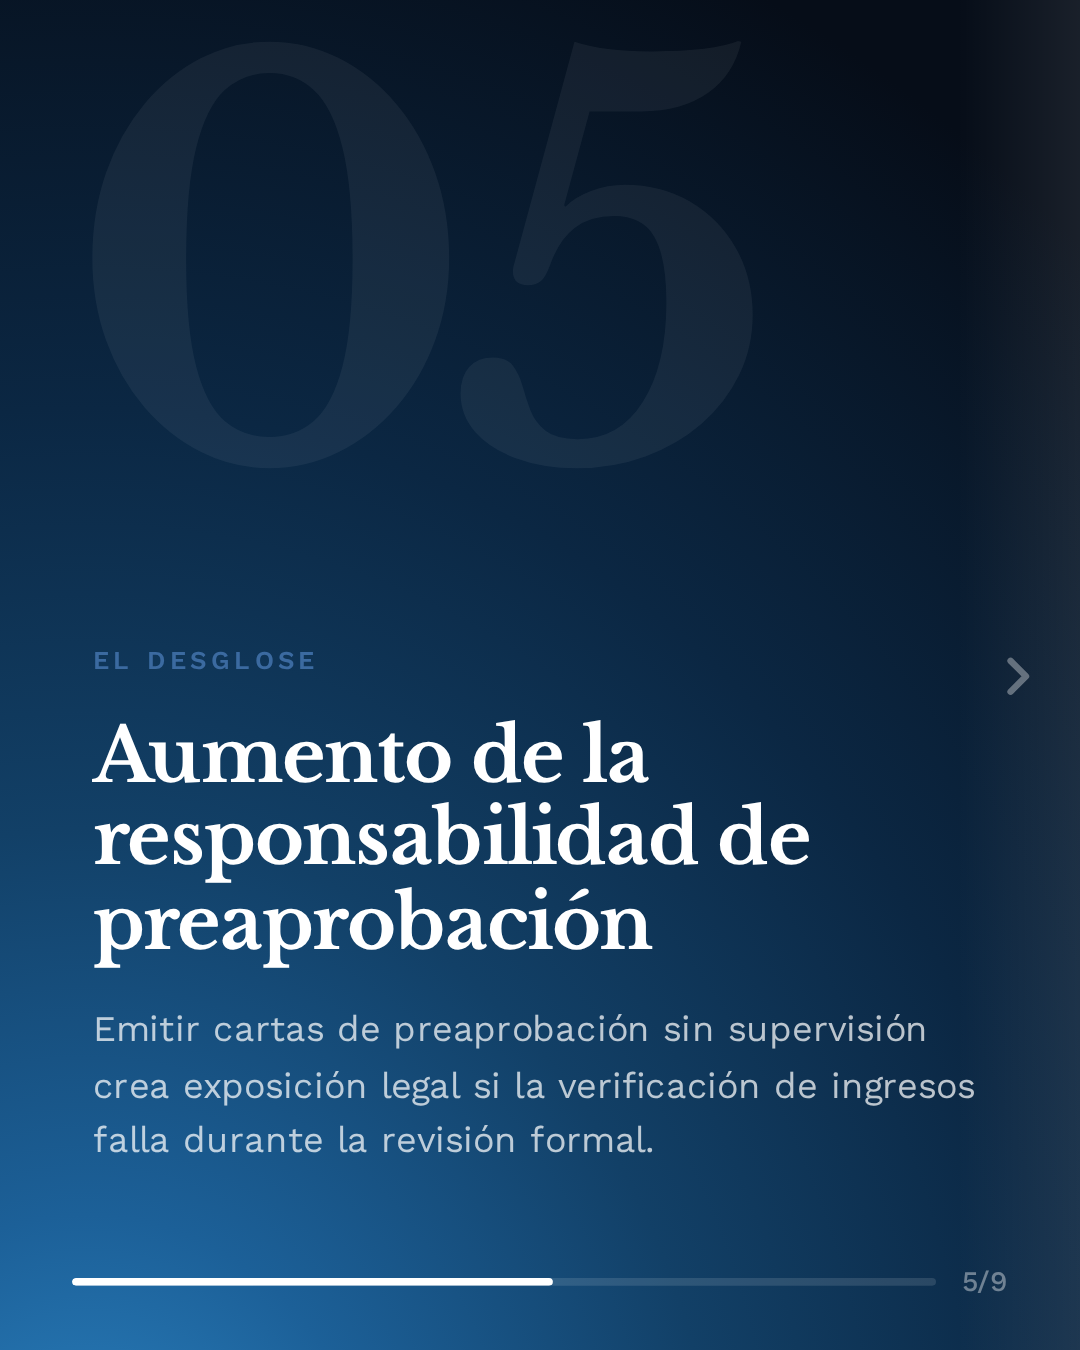 05
EL DESGLOSE
Aumento de la
responsabilidad de
preaprobación
Emitir cartas de preaprobación sin supervisión
crea exposición legal si la verificación de ingresos
falla durante la revisión formal.
5/9